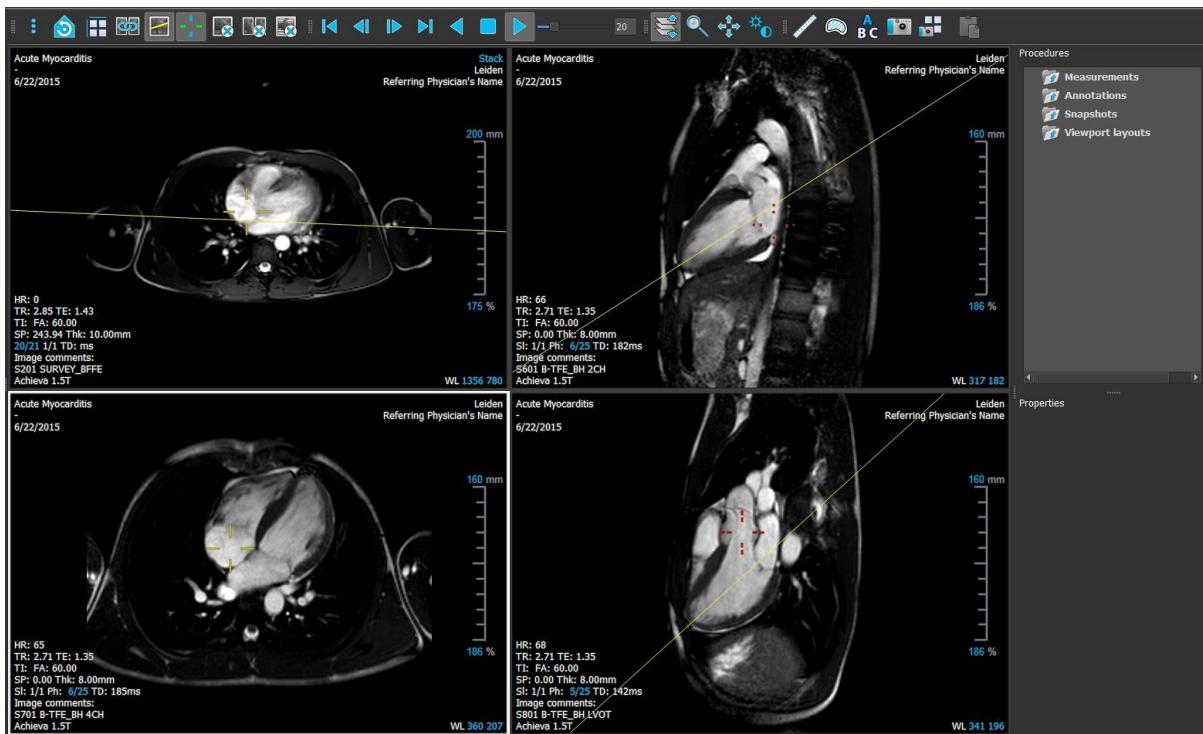 20
A
B C
Acute Myocarditis
-
6/22/2015
Stack
Leiden
Referring Physician's Name
200 mm
175 %
HR: 0
TR: 2.85 TE: 1.43
TI: FA: 60.00
SP: 243.94 Thk: 10.00mm
20/21 1/1 TD: ms
Image comments:
S201 SURVEY_BFFE
Achieva 1.5T
WL 1356 780
Acute Myocarditis
-
6/22/2015
Leiden
Referring Physician's Name
160 mm
186 %
HR: 66
TR: 2.71 TE: 1.35
TI: FA: 60.00
SP: 0.00 Thk: 8.00mm
Sl: 1/1 Ph: 6/25 TD: 182ms
Image comments:
S601 B-TFE_BH 2CH
Achieva 1.5T
WL 317 182
Acute Myocarditis
-
6/22/2015
Leiden
Referring Physician's Name
160 mm
186 %
HR: 65
TR: 2.71 TE: 1.35
TI: FA: 60.00
SP: 0.00 Thk: 8.00mm
Sl: 1/1 Ph: 6/25 TD: 185ms
Image comments:
S701 B-TFE_BH 4CH
Achieva 1.5T
WL 360 207
Acute Myocarditis
-
6/22/2015
Leiden
Referring Physician's Name
160 mm
186 %
HR: 68
TR: 2.71 TE: 1.35
TI: FA: 60.00
SP: 0.00 Thk: 8.00mm
Sl: 1/1 Ph: 5/25 TD: 142ms
Image comments:
S801 B-TFE_BH LVOT
Achieva 1.5T
WL 341 196
Procedures
Measurements
Annotations
Snapshots
Viewport layouts
Properties